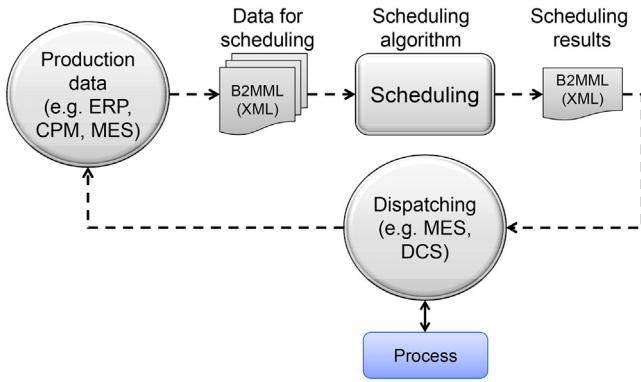 Production
data
(e.g. ERP,
CPM, MES)
Data for
scheduling
B2MML
(XML)
Scheduling
algorithm
Scheduling
Scheduling
results
B2MML
(XML)
Dispatching
(e.g. MES,
DCS)
Process